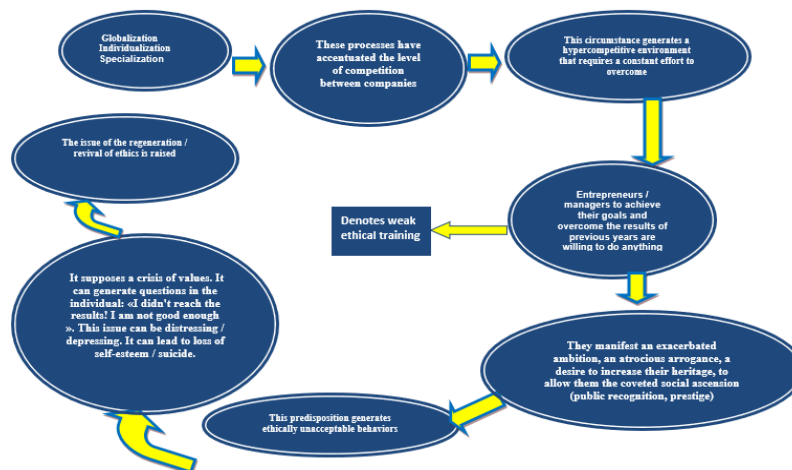 Globalization
Individualization
Specialization
These processes have
accentuated the level
of competition
between companies
This circumstance generates a
hypercompetitive environment
that requires a constant effort to
overcome
Entrepreneurs /
managers to achieve
their goals and
overcome the results of
previous years are
willing to do anything
Denotes weak
ethical training
They manifest an exacerbated
ambition, an atrocious arrogance, a
desire to increase their heritage, to
allow them the coveted social ascension
(public recognition, prestige)
This predisposition generates
ethically unacceptable behaviors
It supposes a crisis of values. It
can generate questions in the
individual: «I didn't reach the
results! I am not good enough
». This issue can be distressing /
depressing. It can lead to loss of
self-esteem / suicide.
The issue of the regeneration /
revival of ethics is raised